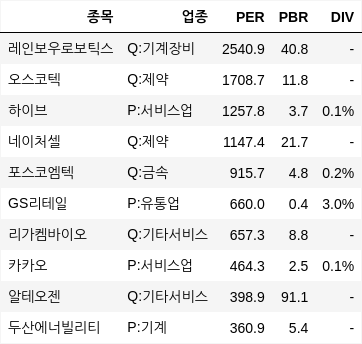 종목 업종 PER PBR DIV
레인보우로보틱스 Q:기계장비 2540.9 40.8 -
오스코텍 Q:제약 1708.7 11.8 -
하이브 P:서비스업 1257.8 3.7 0.1%
네이처셀 Q:제약 1147.4 21.7 -
포스코엠텍 Q:금속 915.7 4.8 0.2%
GS리테일 P:유통업 660.0 0.4 3.0%
리가켐바이오 Q:기타서비스 657.3 8.8 -
카카오 P:서비스업 464.3 2.5 0.1%
알테오젠 Q:기타서비스 398.9 91.1 -
두산에너빌리티 P:기계 360.9 5.4 -